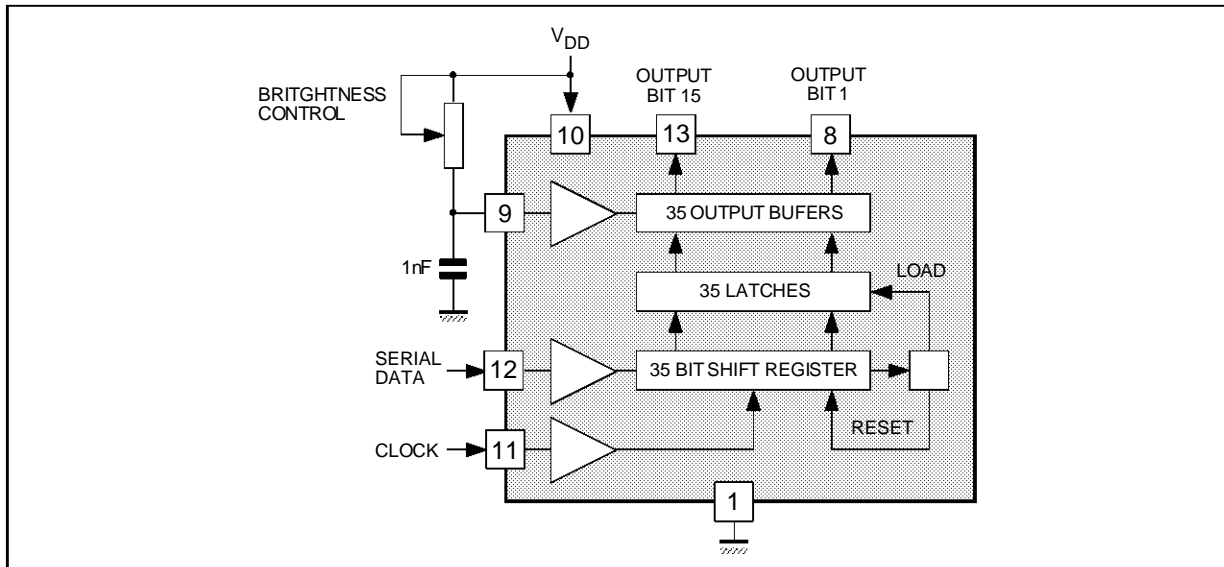 VDD
BRITGHTNESS
CONTROL
OUTPUT
BIT 15
OUTPUT
BIT 1
10
13
8
9
35 OUTPUT BUFERS
1nF
LOAD
35 LATCHES
SERIAL
DATA
12
35 BIT SHIFT REGISTER
RESET
CLOCK
11
1